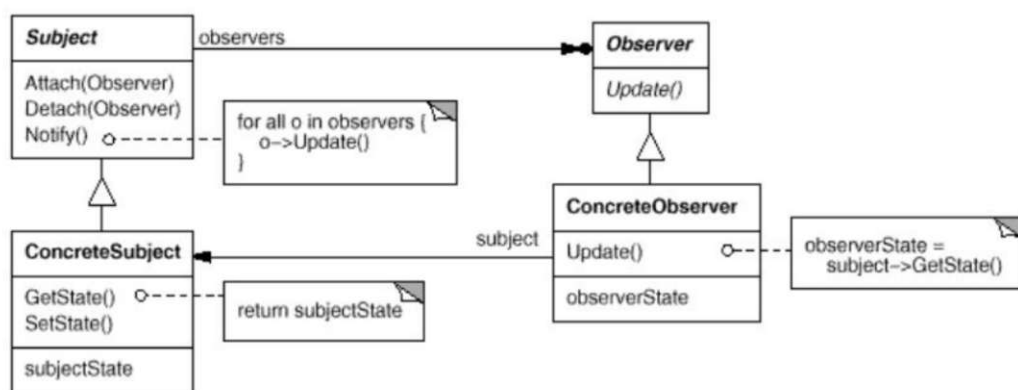 Subject
observers
Observer
Attach(Observer)
Detach(Observer)
Notify()
Update()
for all o in observers {
o->Update()
}
ConcreteSubject
subject
ConcreteObserver
GetState()
SetState()
return subjectState
Update()
observerState =
subject->GetState()
subjectState
observerState